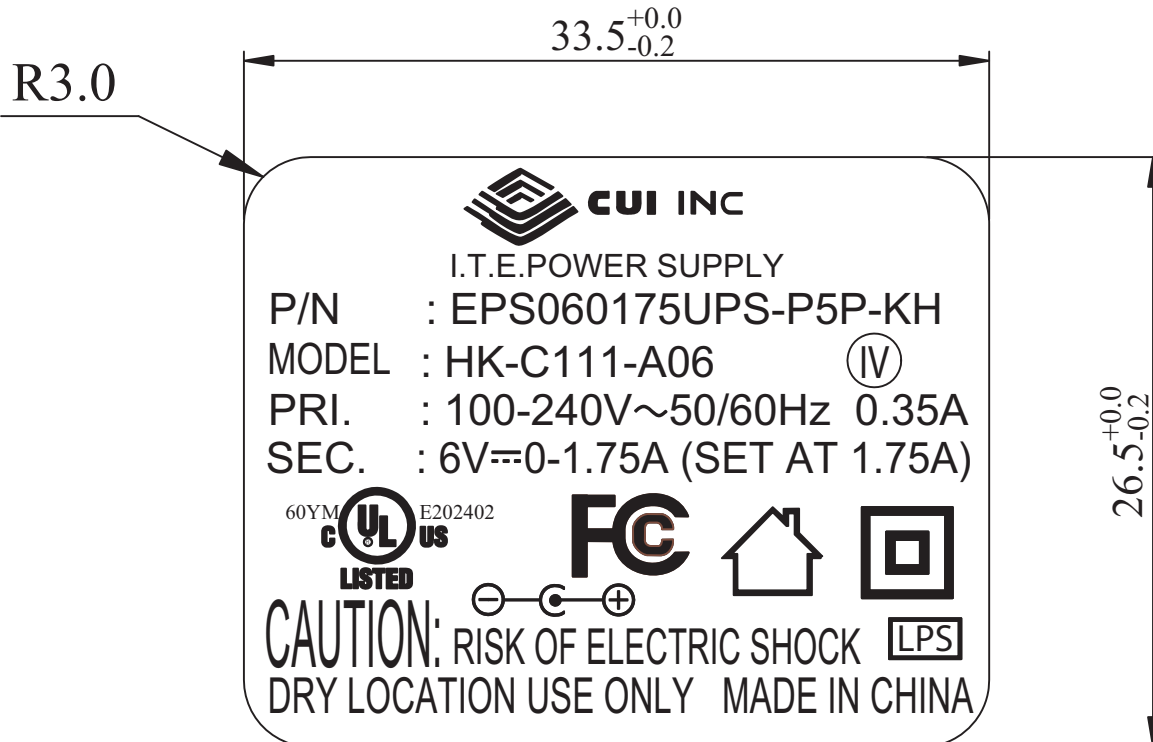 33.5 +0.0 -0.2
R3.0
CUI INC
I.T.E.POWER SUPPLY
P/N : EPS060175UPS-P5P-KH
MODEL : HK-C111-A06 IV
PRI. : 100-240V～50/60Hz 0.35A
SEC. : 6V⎓0-1.75A (SET AT 1.75A)
26.5 +0.0 -0.2
60YM C UL US E202402
LISTED
FC
CAUTION: RISK OF ELECTRIC SHOCK LPS
DRY LOCATION USE ONLY MADE IN CHINA